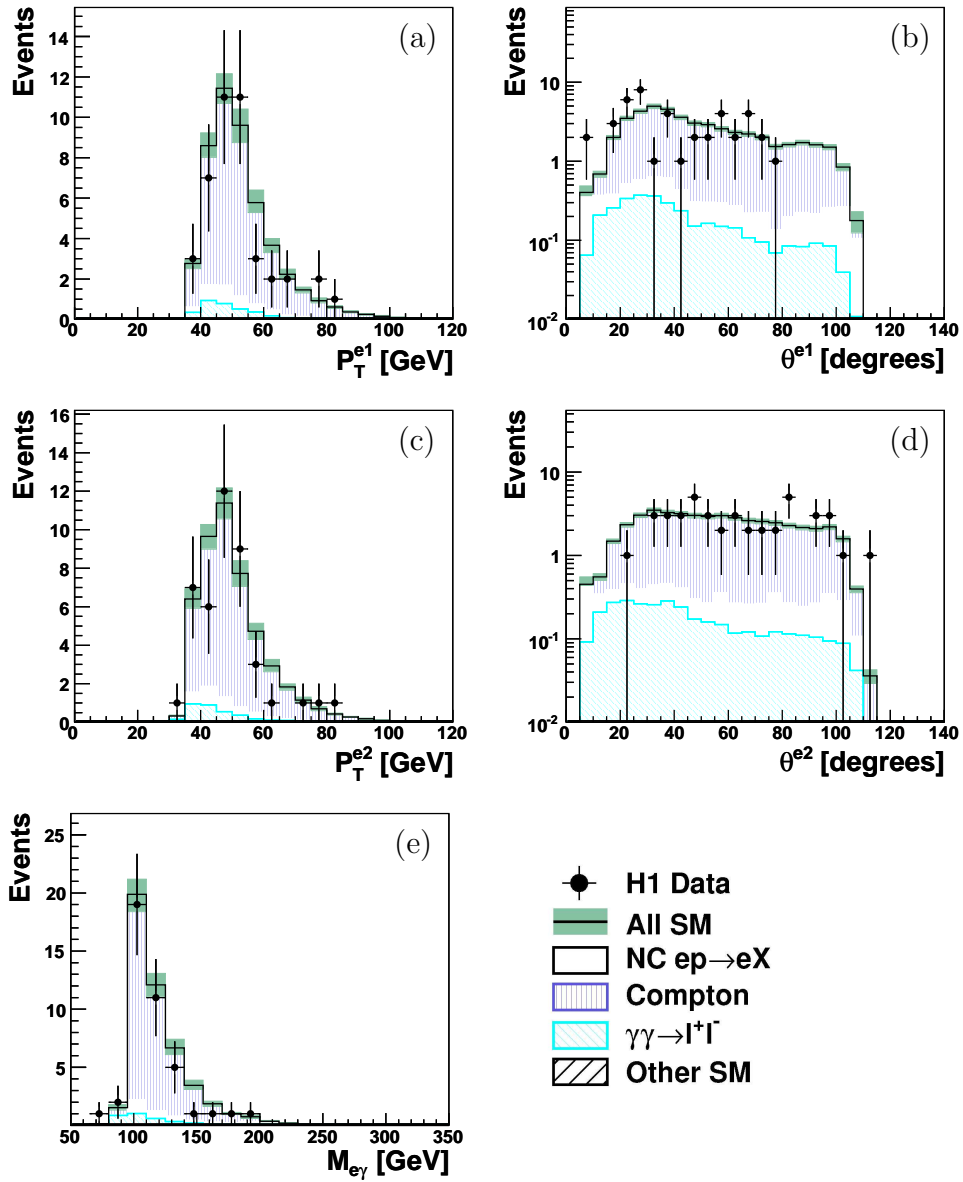 Events
(a)
14
12
10
8
6
4
2
0
0 20 40 60 80 100 120
P_T^{e1} [GeV]
Events
(b)
10
1
10^{-1}
10^{-2}
0 20 40 60 80 100 120 140
θ^{e1} [degrees]
Events
(c)
16
14
12
10
8
6
4
2
0
0 20 40 60 80 100 120
P_T^{e2} [GeV]
Events
(d)
10
1
10^{-1}
10^{-2}
0 20 40 60 80 100 120 140
θ^{e2} [degrees]
Events
(e)
25
20
15
10
5
50 100 150 200 250 300 350
M_{eγ} [GeV]
H1 Data
All SM
NC ep→eX
Compton
γγ→l^+l^-
Other SM